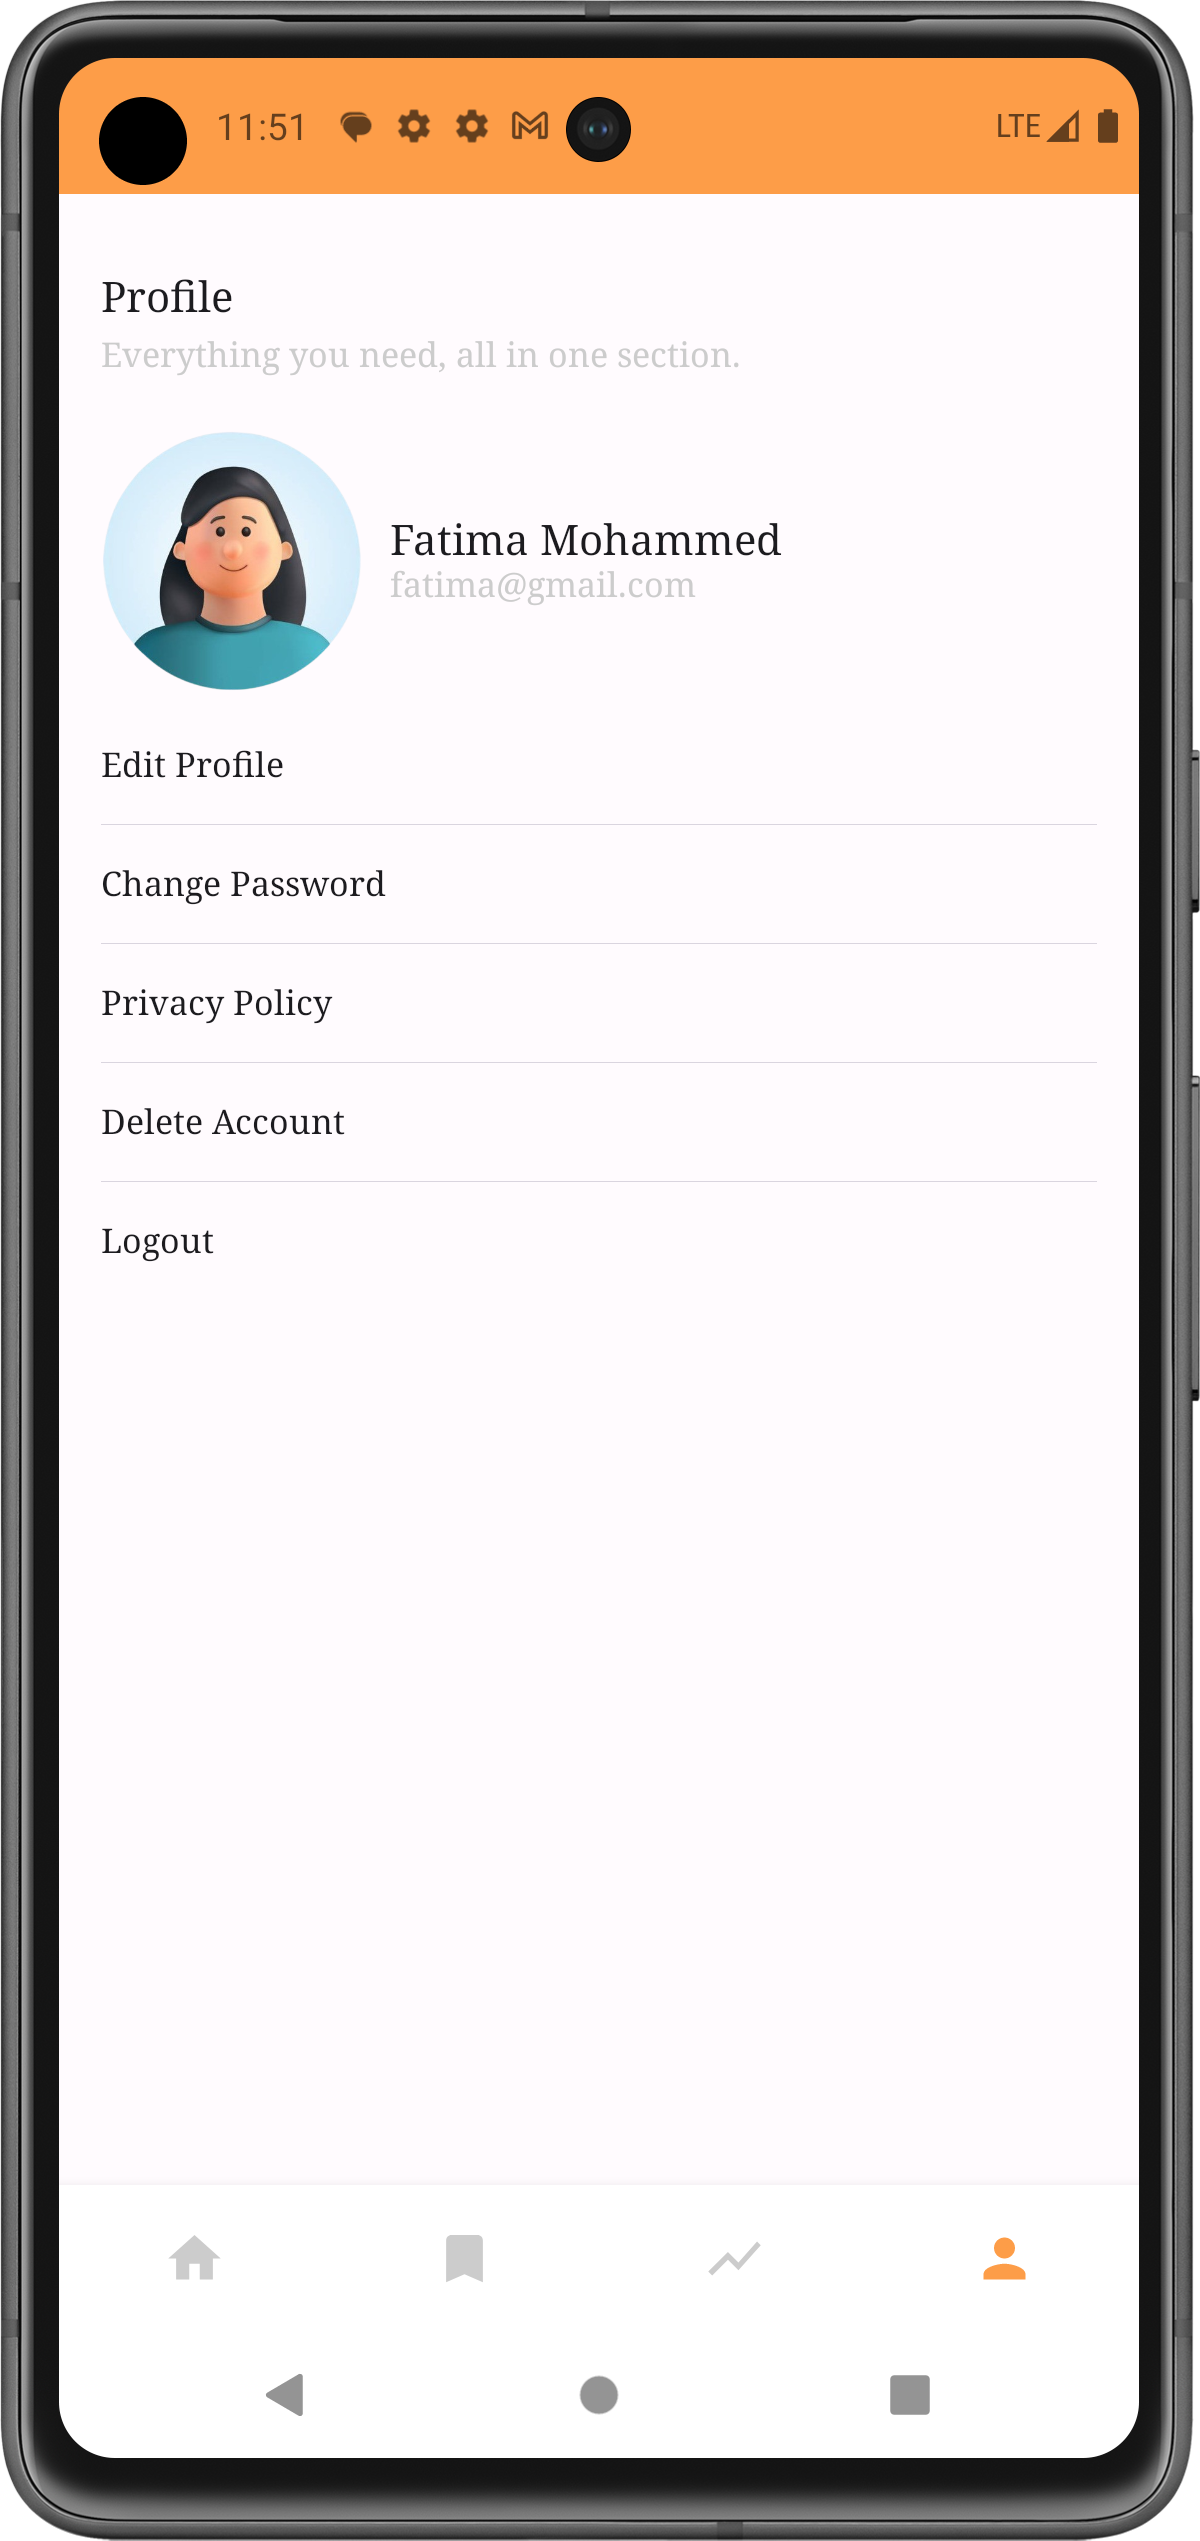 11:51
LTE
Profile
Everything you need, all in one section.
Fatima Mohammed
fatima@gmail.com
Edit Profile
Change Password
Privacy Policy
Delete Account
Logout